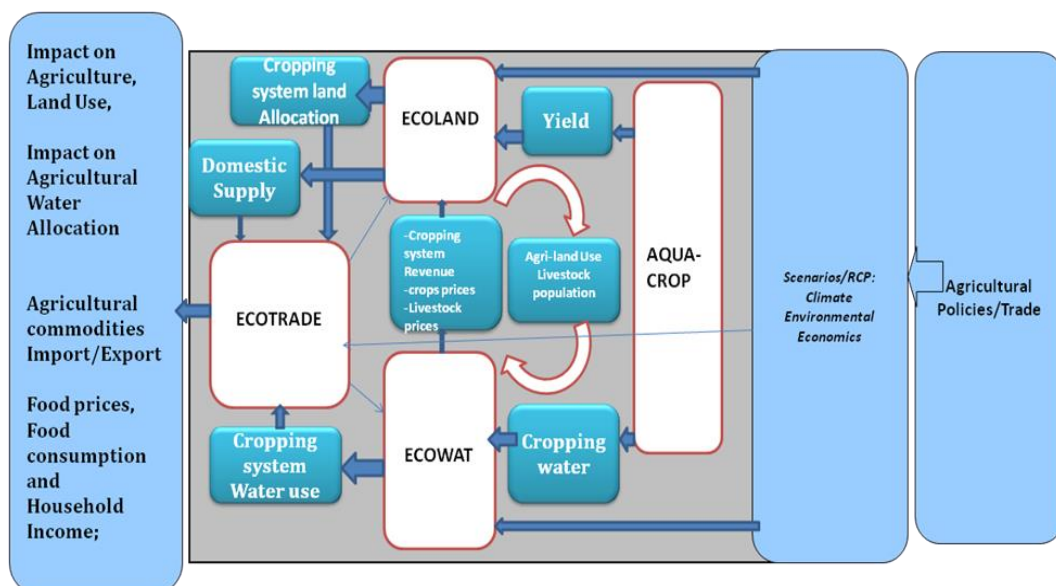 Impact on
Agriculture,
Land Use,
Impact on
Agricultural
Water
Allocation
Agricultural
commodities
Import/Export
Food prices,
Food
consumption
and
Household
Income;
Cropping
system land
Allocation
Domestic
Supply
ECOTRADE
Cropping
system
Water use
ECOLAND
-Cropping
system
Revenue
-crops prices
-Livestock
prices
ECOWAT
Yield
Agri-land Use
Livestock
population
Cropping
water
AQUA-
CROP
Scenarios/RCP:
Climate
Environmental
Economics
Agricultural
Policies/Trade